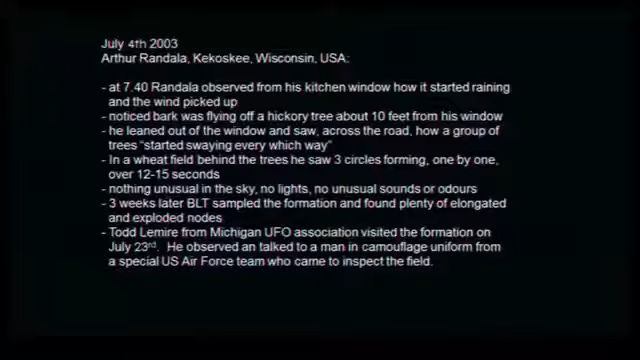 July 4th 2003
Arthur Randala, Kekoskee, Wisconsin, USA:
- at 7.40 Randala observed from his kitchen window how it started raining
and the wind picked up
- noticed bark was flying off a hickory tree about 10 feet from his window
- he leaned out of the window and saw, across the road, how a group of
trees "started swaying every which way"
- In a wheat field behind the trees he saw 3 circles forming, one by one,
over 12-15 seconds
- nothing unusual in the sky, no lights, no unusual sounds or odours
- 3 weeks later BLT sampled the formation and found plenty of elongated
and exploded nodes
- Todd Lemire from Michigan UFO association visited the formation on
July 23rd. He observed an talked to a man in camouflage uniform from
a special US Air Force team who came to inspect the field.